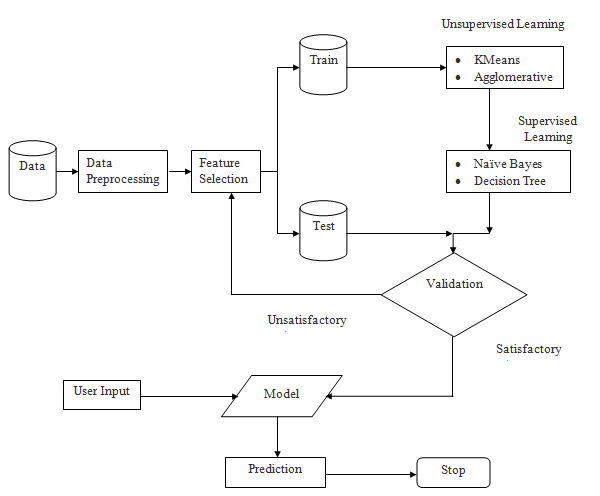 Unsupervised Learning
Train
• KMeans
• Agglomerative
Supervised
Learning
Data
Data
Preprocessing
Feature
Selection
• Naïve Bayes
• Decision Tree
Test
Validation
Unsatisfactory
Satisfactory
User Input
Model
Prediction
Stop